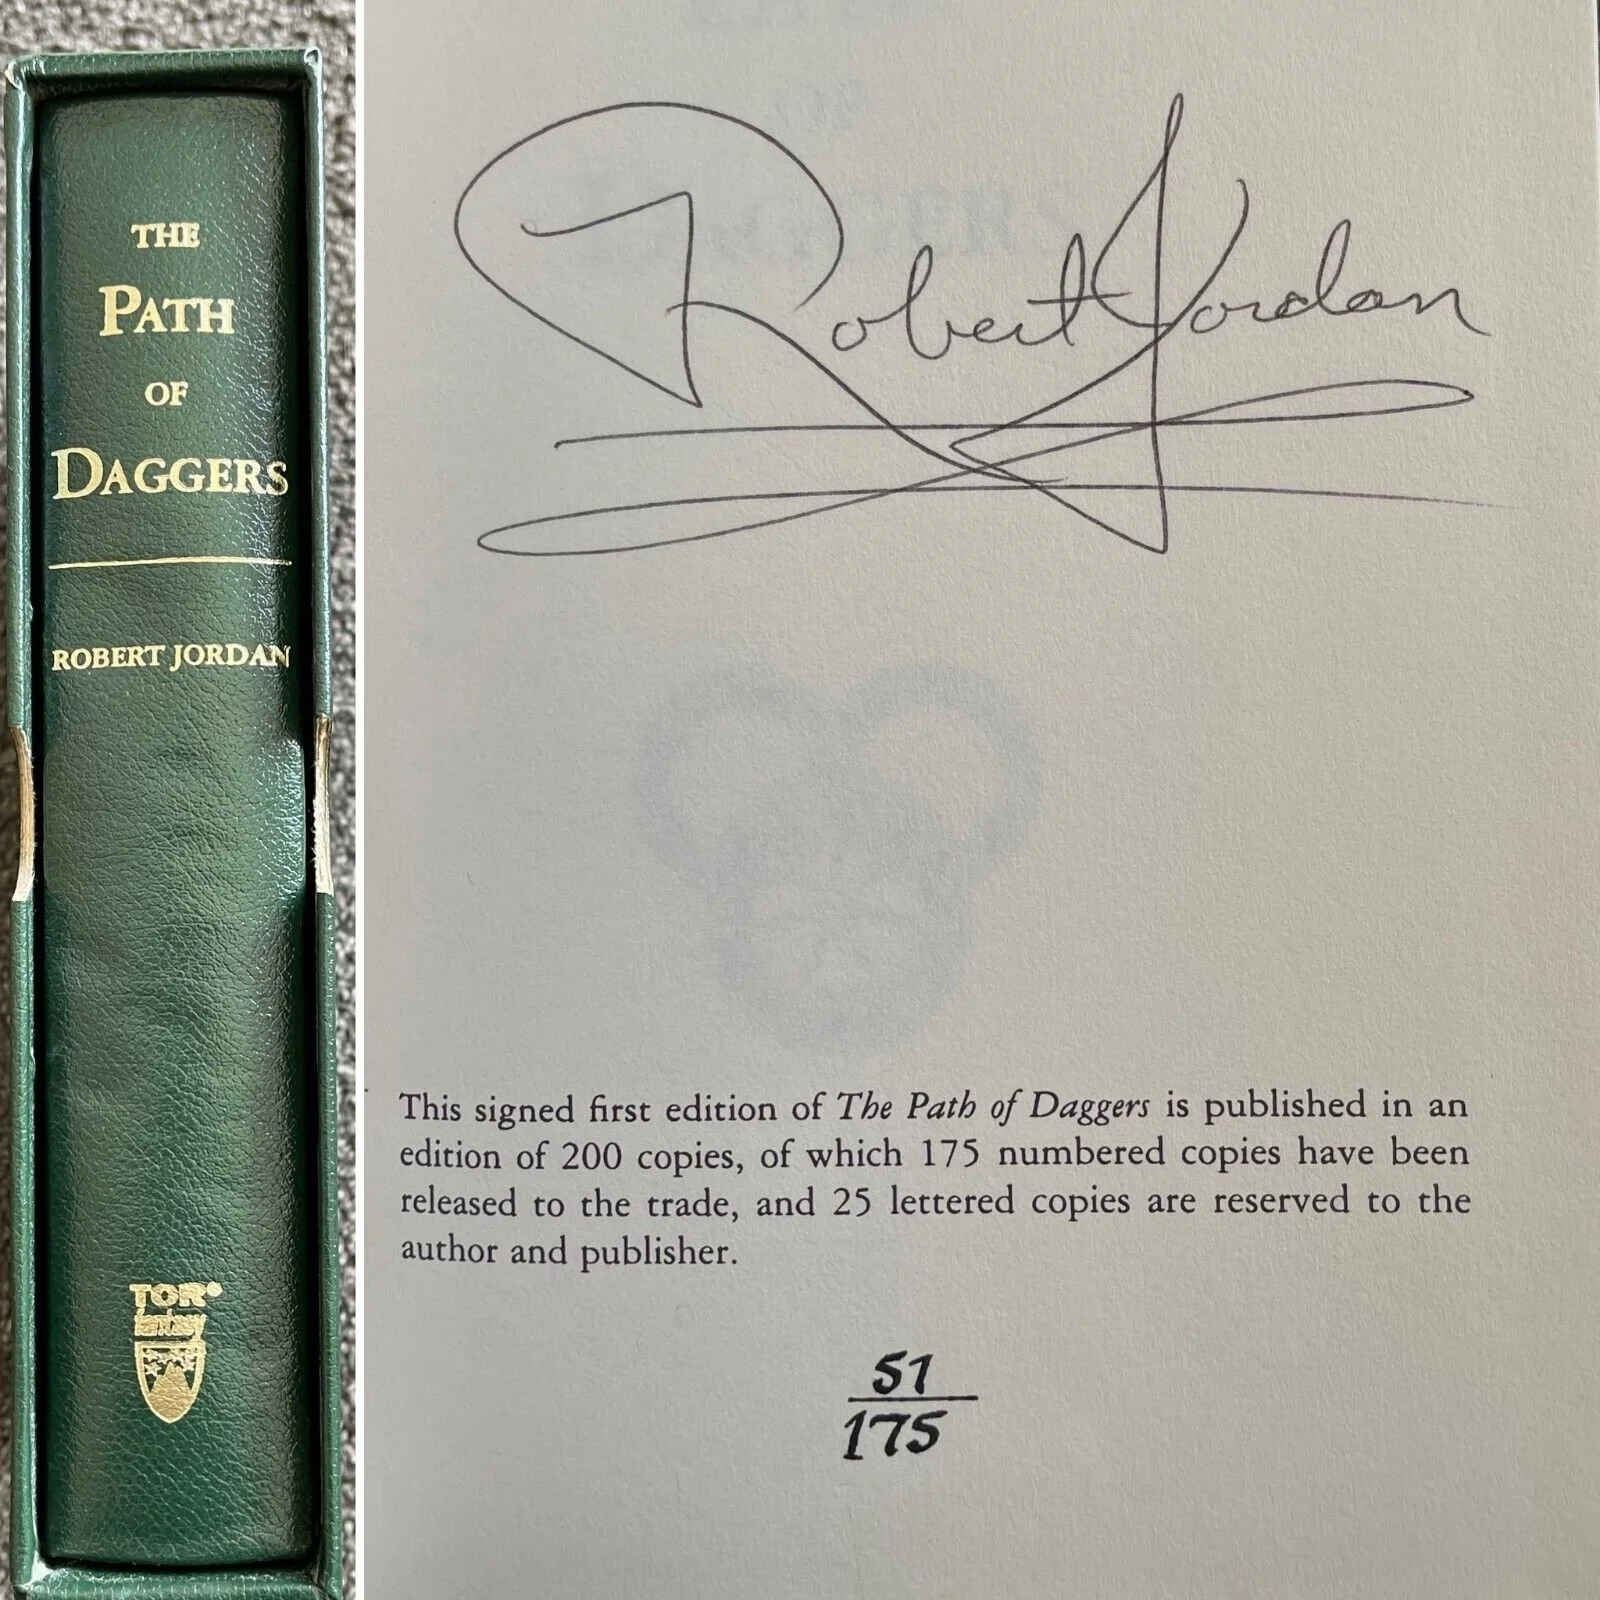 THE
PATH
OF
DAGGERS
ROBERT JORDAN
TOR®
fantasy
Robert Jordan
This signed first edition of The Path of Daggers is published in an
edition of 200 copies, of which 175 numbered copies have been
released to the trade, and 25 lettered copies are reserved to the
author and publisher.
51
175